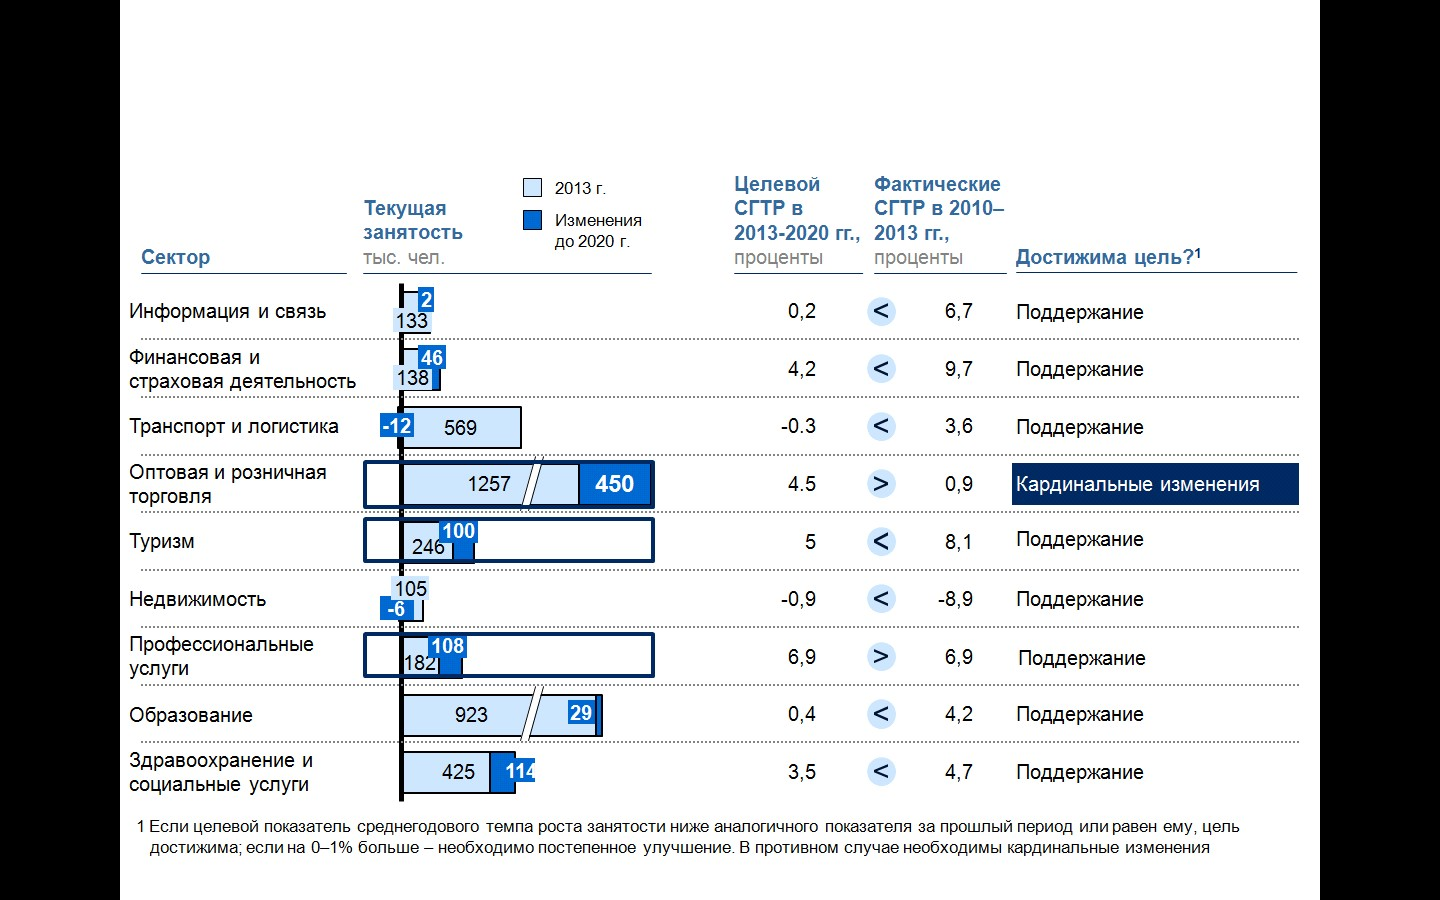 2013 г.
Изменения
до 2020 г.
Сектор
Текущая
занятость
тыс. чел.
Целевой
СГТР в
2013-2020 гг.,
проценты
Фактические
СГТР в 2010–
2013 гг.,
проценты
Достижима цель?1
Информация и связь
2
133
0,2 < 6,7 Поддержание
Финансовая и
страховая деятельность
46
138
4,2 < 9,7 Поддержание
Транспорт и логистика -12 569 -0.3 < 3,6 Поддержание
Оптовая и розничная
торговля
1257 450 4.5 > 0,9 Кардинальные изменения
Туризм
100
246
5 < 8,1 Поддержание
Недвижимость
105
-6
-0,9 < -8,9 Поддержание
Профессиональные
услуги
108
182
6,9 > 6,9 Поддержание
Образование 923 29 0,4 < 4,2 Поддержание
Здравоохранение и
социальные услуги
425 114 3,5 < 4,7 Поддержание
1 Если целевой показатель среднегодового темпа роста занятости ниже аналогичного показателя за прошлый период или равен ему, цель
достижима; если на 0–1% больше – необходимо постепенное улучшение. В противном случае необходимы кардинальные изменения